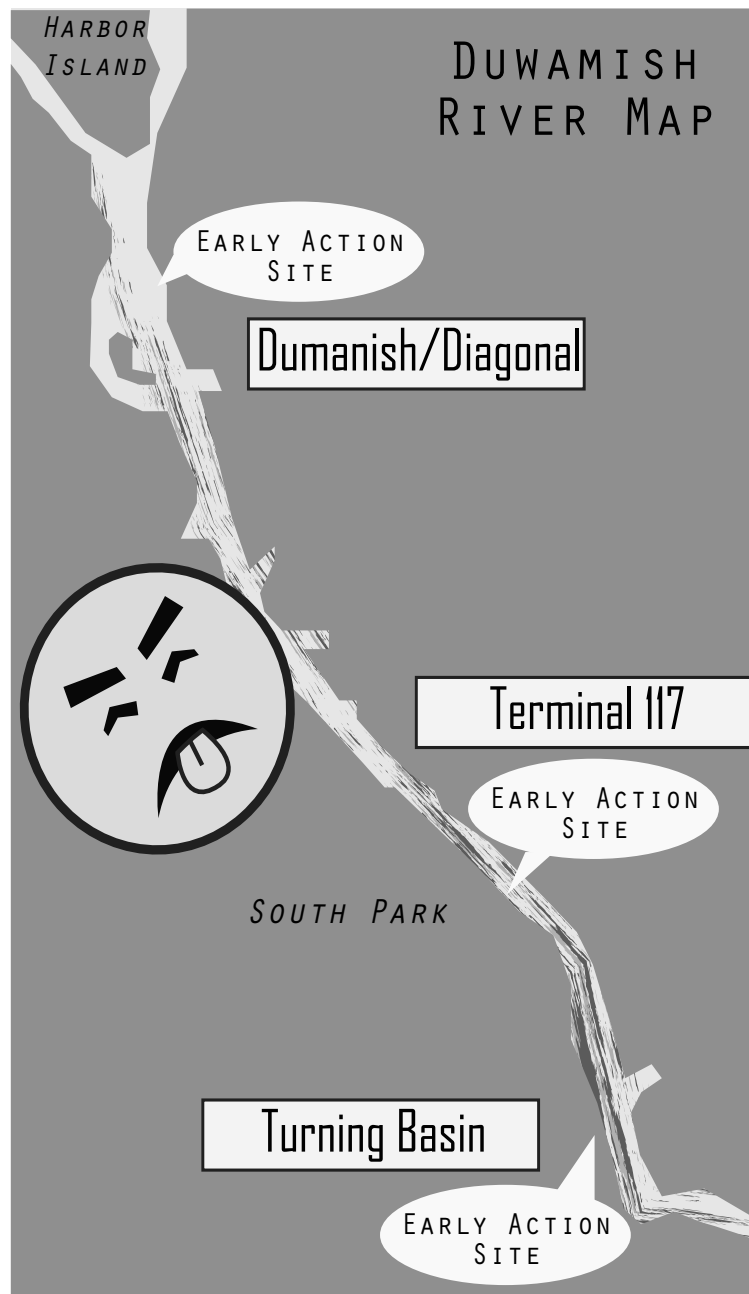 Harbor
Island
Duwamish
River Map
Early Action
Site
Dumanish/Diagonal
Terminal 117
Early Action
Site
South Park
Turning Basin
Early Action
Site